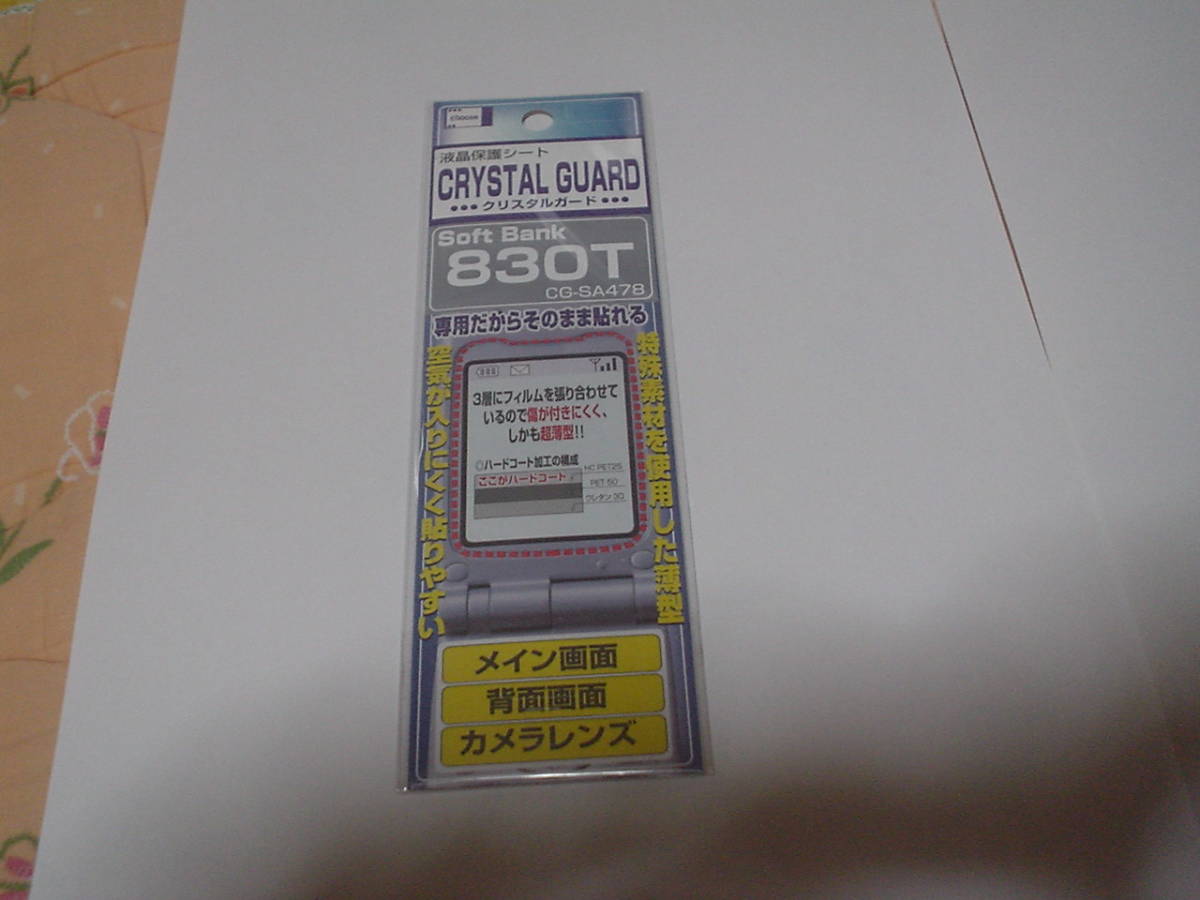 液晶保護シート
CRYSTAL GUARD
•••クリスタルガード•••
Soft Bank
830T
CG-SA478
専用だからそのまま貼れる
特殊素材を使用した薄型
空気が入りにくく貼りやすい
3層にフィルムを張り合わせて
いるので傷が付きにくく、
しかも超薄型!!
◎ハードコート加工の構成
ここがハードコート
HC PET25
PET 50
ウレタン 30
メイン画面
背面画面
カメラレンズ